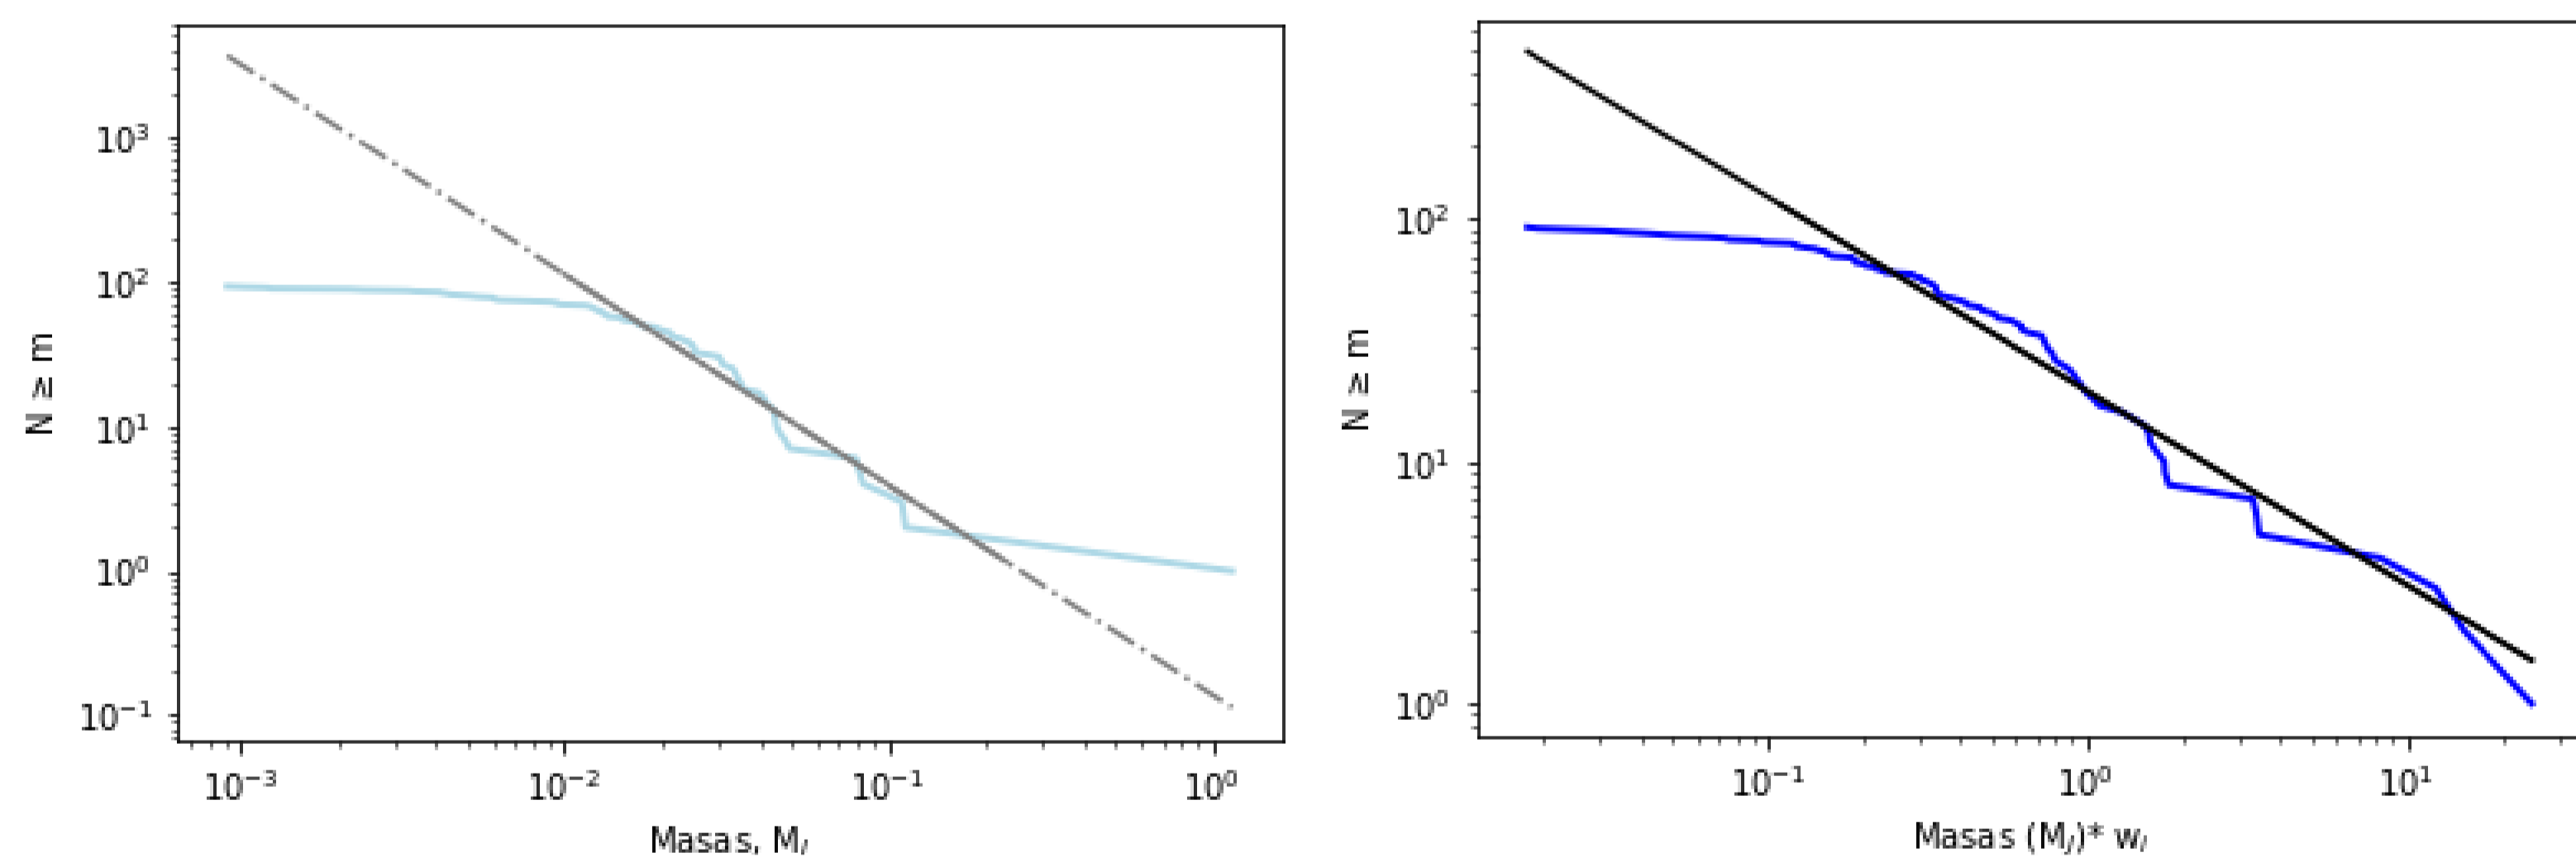 N ≥ m
10³
10²
10¹
10⁰
10⁻¹
10⁻³ 10⁻² 10⁻¹ 10⁰
Masas, Mᵢ
N ≥ m
10²
10¹
10⁰
10⁻¹ 10⁰ 10¹
Masas (Mᵢ)* wᵢ